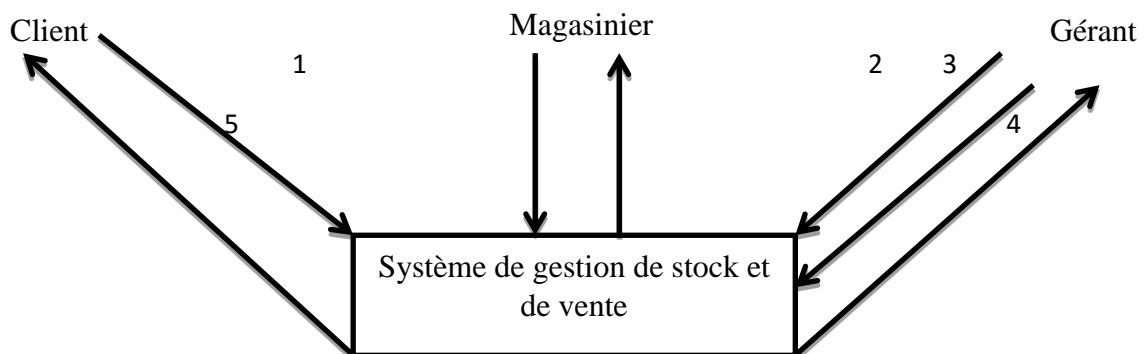 Client
Magasinier
Gérant
1
2
3
5
4
Système de gestion de stock et
de vente